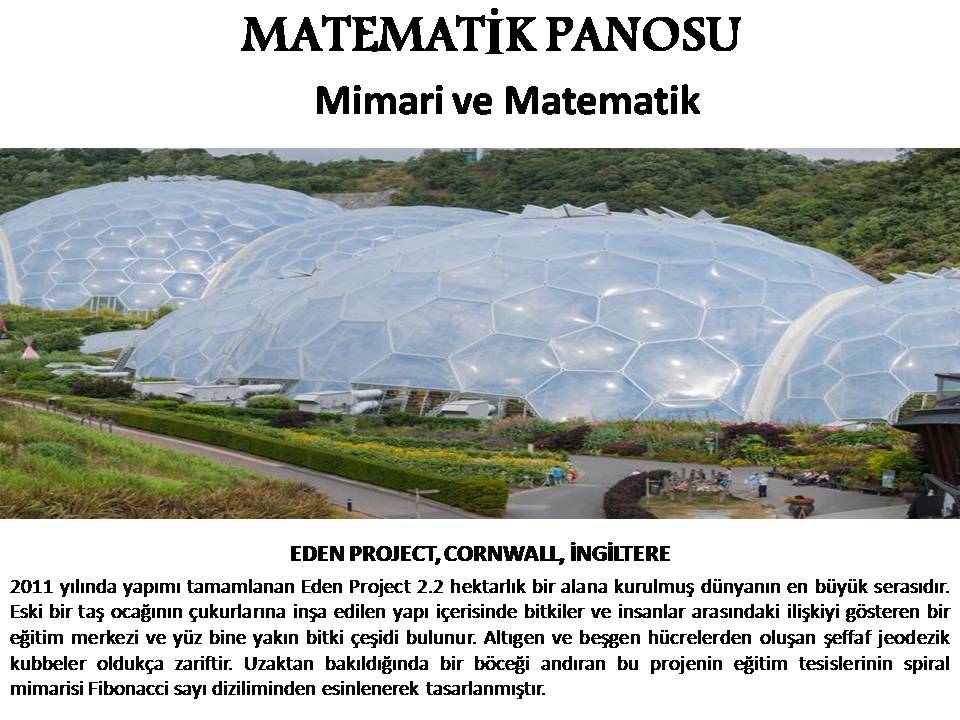 MATEMATİK PANOSU
Mimari ve Matematik
EDEN PROJECT, CORNWALL, İNGİLTERE
2011 yılında yapımı tamamlanan Eden Project 2.2 hektarlık bir alana kurulmuş dünyanın en büyük serasıdır.
Eski bir taş ocağının çukurlarına inşa edilen yapı içerisinde bitkiler ve insanlar arasındaki ilişkiyi gösteren bir
eğitim merkezi ve yüz bine yakın bitki çeşidi bulunur. Altıgen ve beşgen hücrelerden oluşan şeffaf jeodezik
kubbeler oldukça zariftir. Uzaktan bakıldığında bir böceği andıran bu projenin eğitim tesislerinin spiral
mimarisi Fibonacci sayı diziliminden esinlenerek tasarlanmıştır.